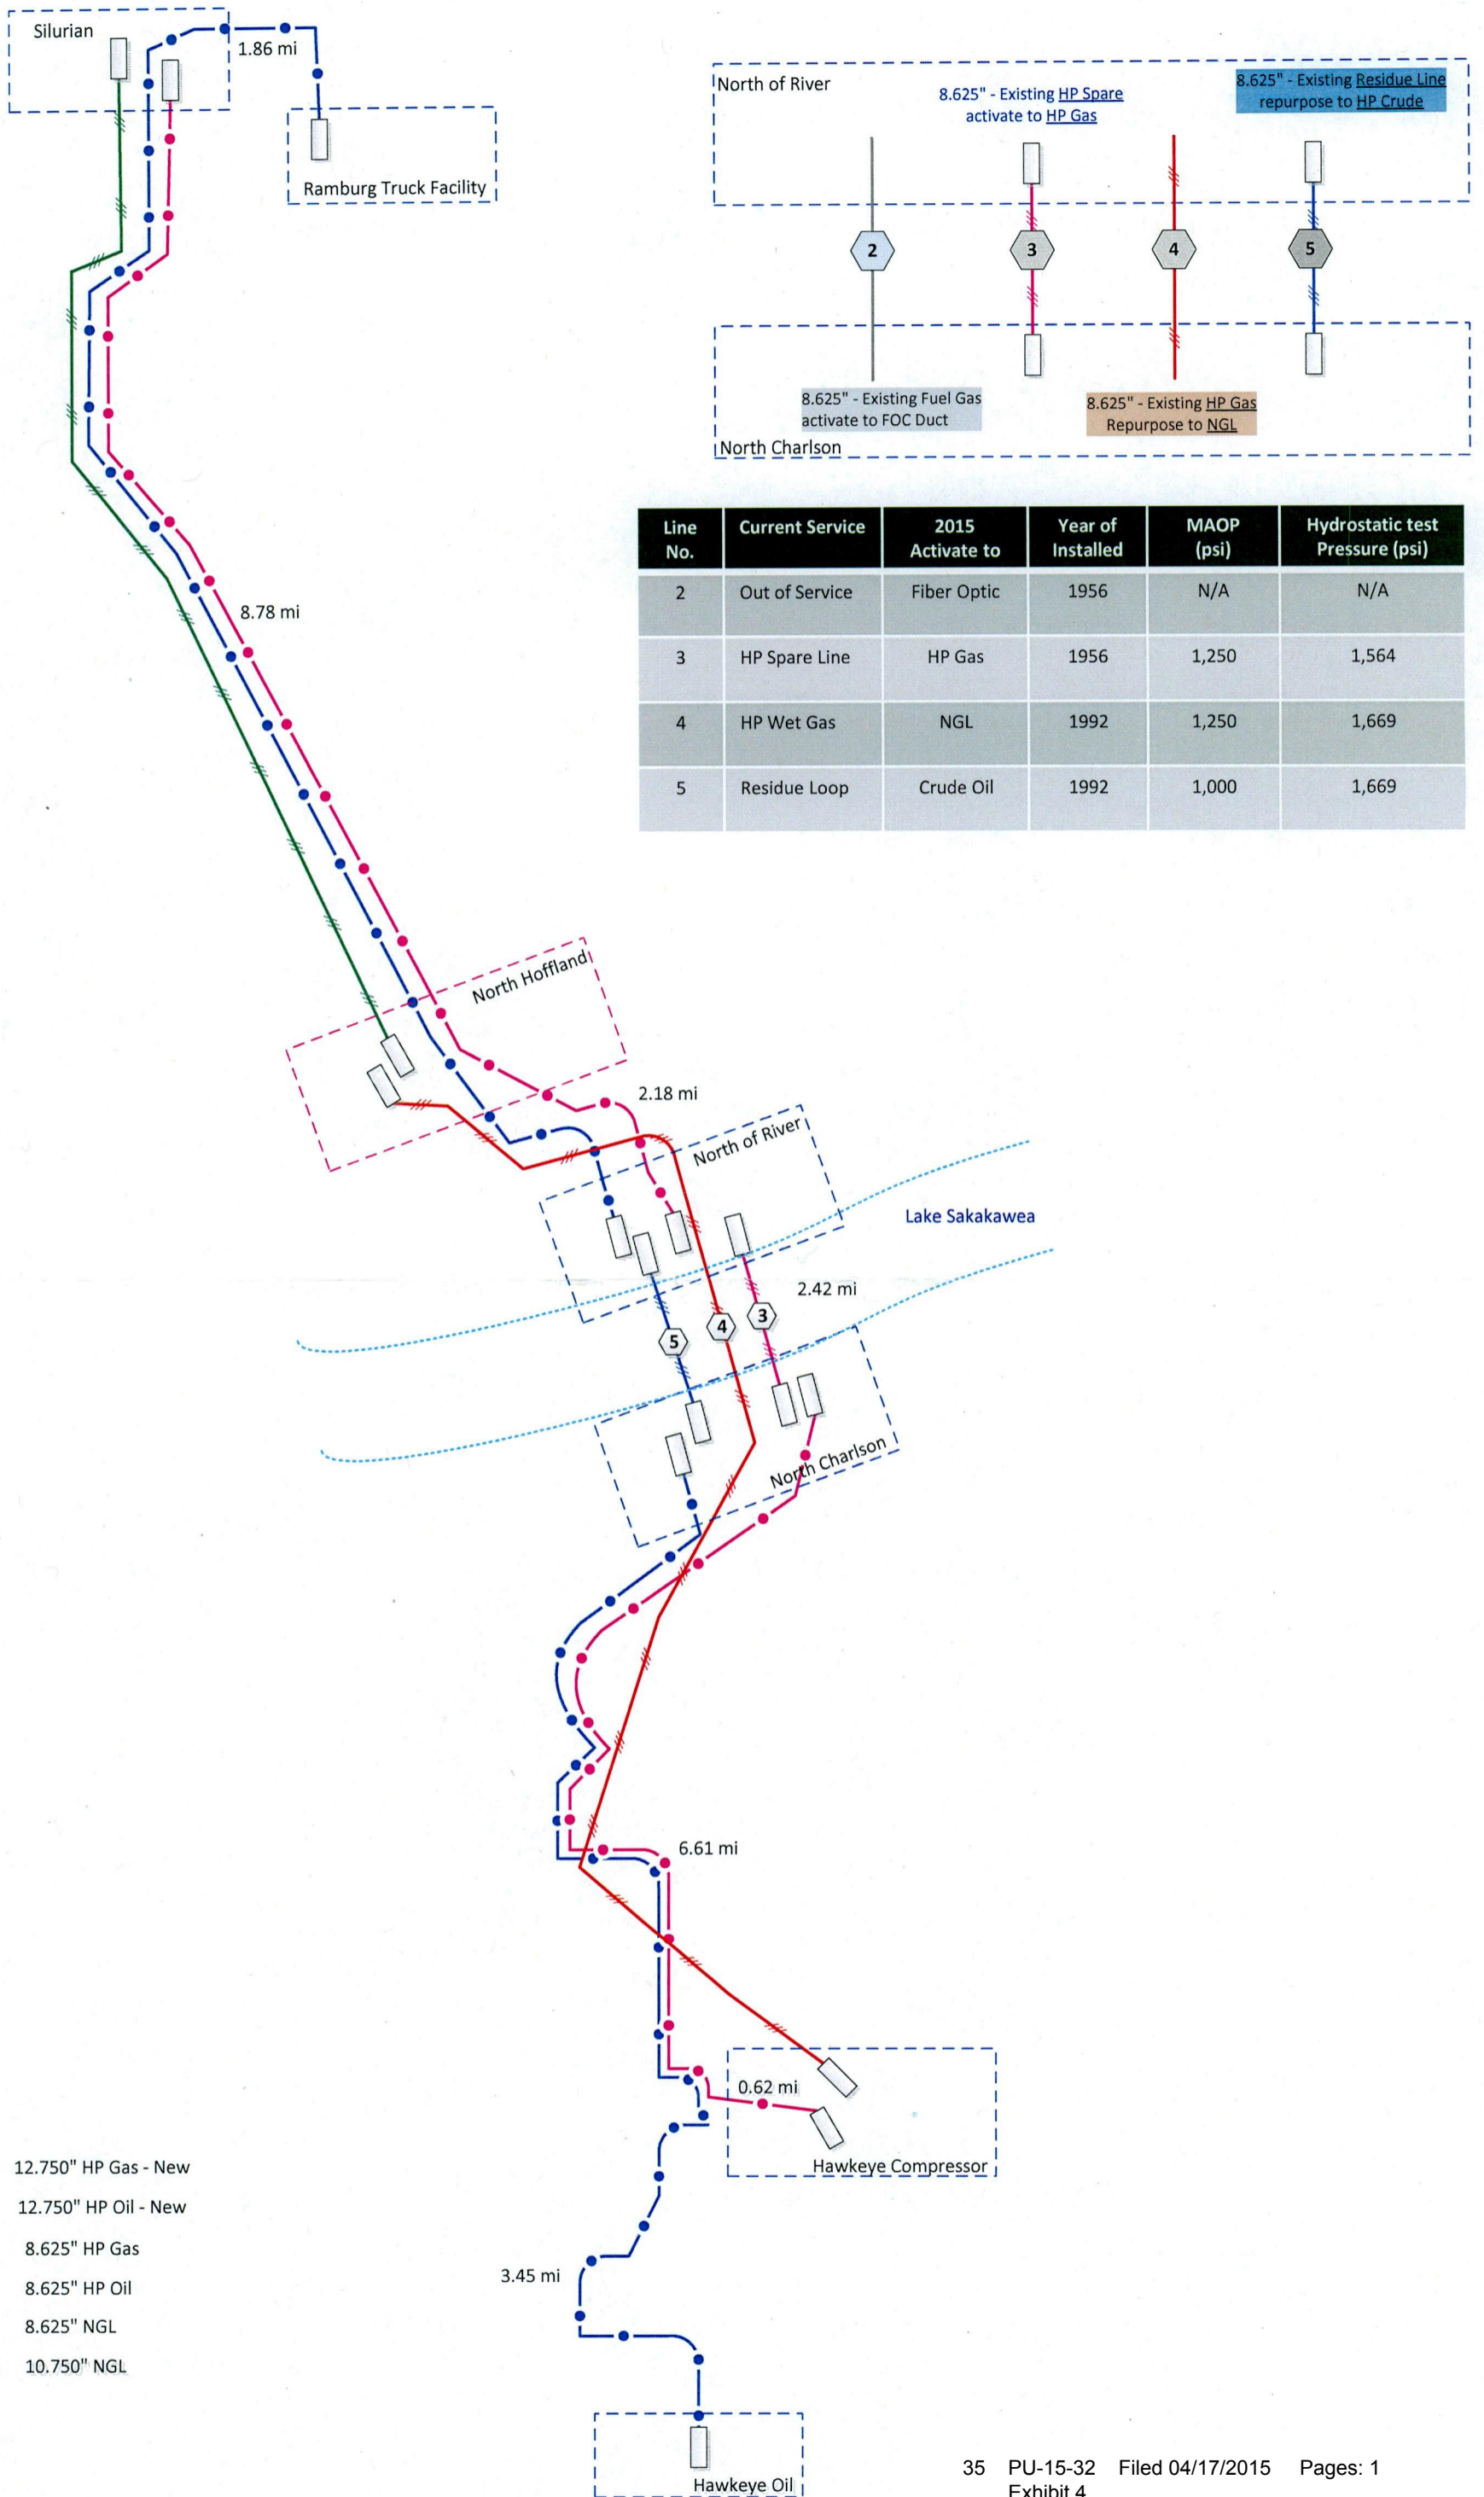 Silurian
1.86 mi
Ramburg Truck Facility
North of River
8.625" - Existing HP Spare
activate to HP Gas
8.625" - Existing Residue Line
repurpose to HP Crude
2
3
4
5
8.625" - Existing Fuel Gas
activate to FOC Duct
8.625" - Existing HP Gas
Repurpose to NGL
North Charlson
Line No. Current Service 2015 Activate to Year of Installed MAOP (psi) Hydrostatic test Pressure (psi)
2 Out of Service Fiber Optic 1956 N/A N/A
3 HP Spare Line HP Gas 1956 1,250 1,564
4 HP Wet Gas NGL 1992 1,250 1,669
5 Residue Loop Crude Oil 1992 1,000 1,669
8.78 mi
North Hoffland
2.18 mi
North of River
Lake Sakakawea
2.42 mi
3
4
5
North Charlson
6.61 mi
0.62 mi
Hawkeye Compressor
12.750" HP Gas - New
12.750" HP Oil - New
8.625" HP Gas
8.625" HP Oil
8.625" NGL
10.750" NGL
3.45 mi
Hawkeye Oil
35 PU-15-32 Filed 04/17/2015 Pages: 1
Exhibit 4